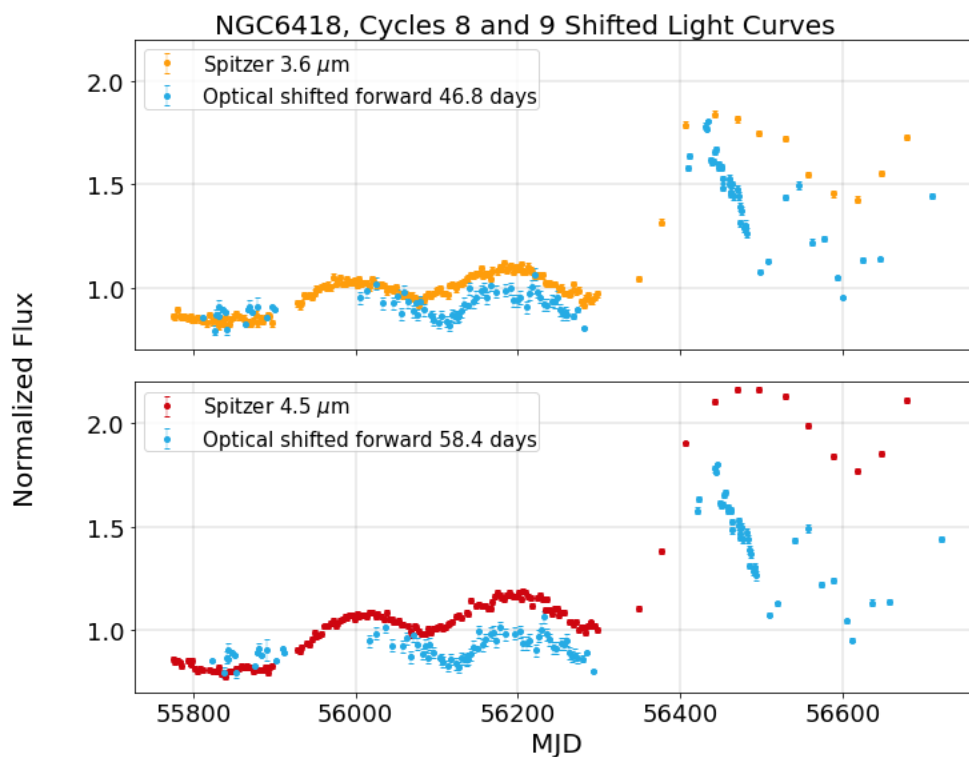 NGC6418, Cycles 8 and 9 Shifted Light Curves
Spitzer 3.6 μm
Optical shifted forward 46.8 days
2.0
1.5
1.0
Normalized Flux
Spitzer 4.5 μm
Optical shifted forward 58.4 days
2.0
1.5
1.0
55800 56000 56200 56400 56600
MJD